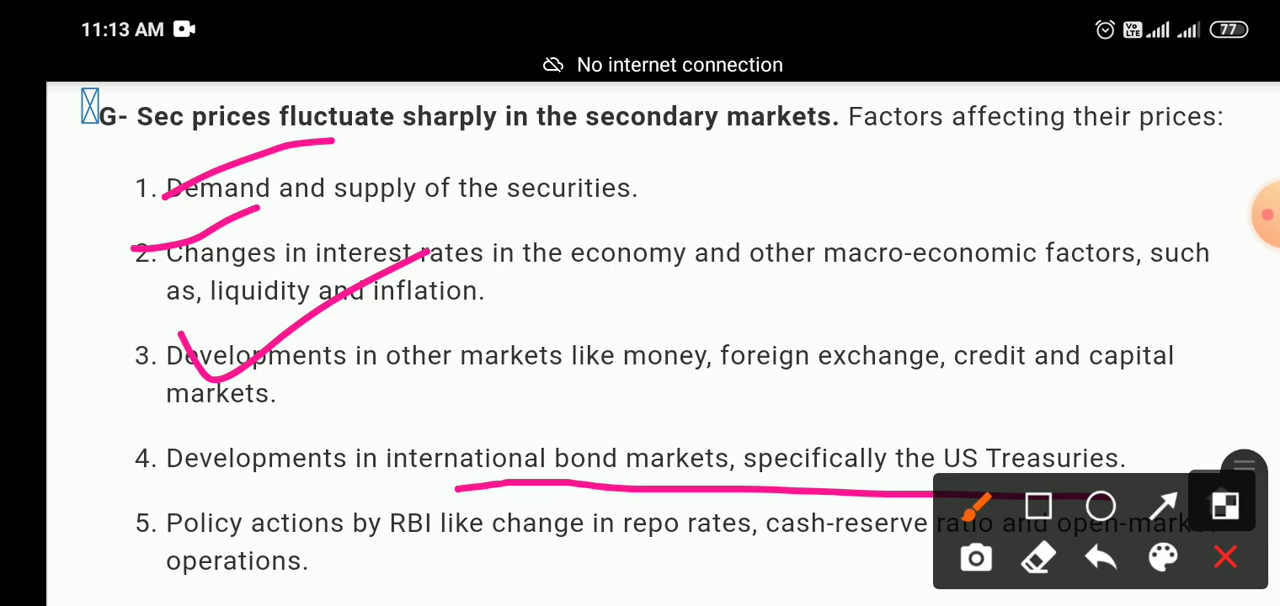 11:13 AM
Vo LTE
77
No internet connection
G- Sec prices fluctuate sharply in the secondary markets. Factors affecting their prices:
1. Demand and supply of the securities.
2. Changes in interest rates in the economy and other macro-economic factors, such
as, liquidity and inflation.
3. Developments in other markets like money, foreign exchange, credit and capital
markets.
4. Developments in international bond markets, specifically the US Treasuries.
5. Policy actions by RBI like change in repo rates, cash-reserve ratio and open-mark
operations.